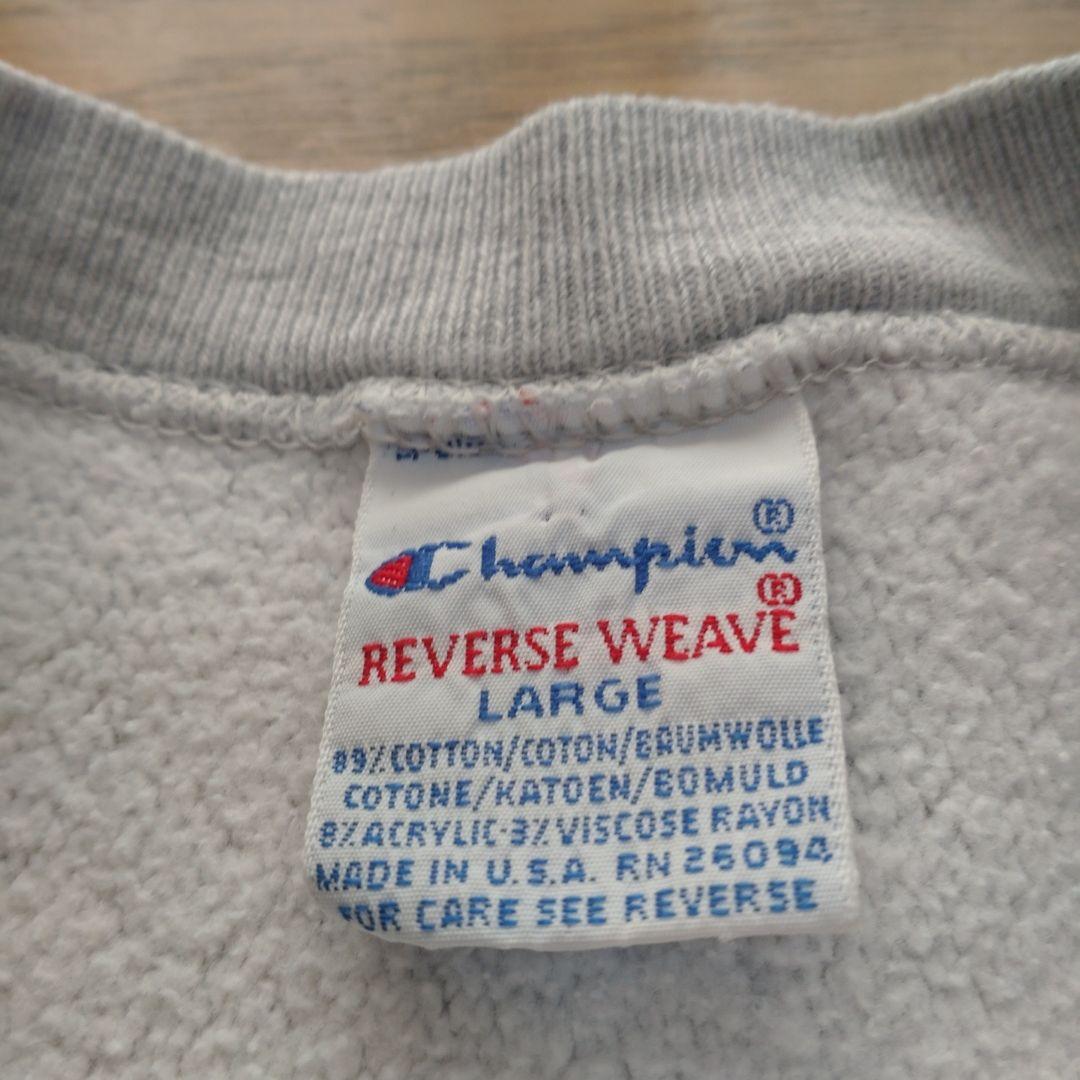 Champion®
REVERSE WEAVE®
LARGE
89%COTTON/COTON/BRUMWOLLE
COTONE/KATOEN/BOMULD
8%ACRYLIC-3%VISCOSE RAYON
MADE IN U.S.A. RN 26094
FOR CARE SEE REVERSE